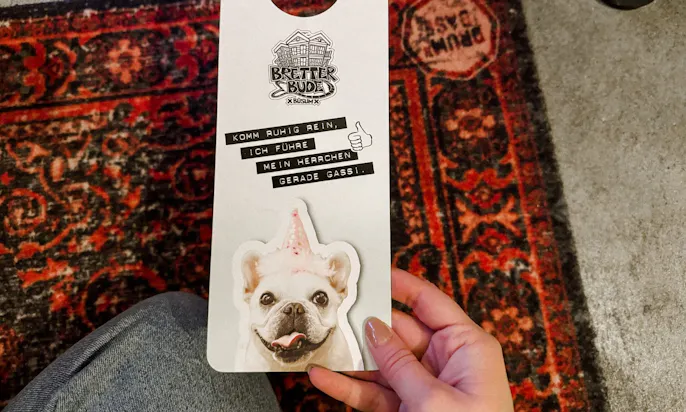 BRETTER
BUDE
×BÜSUM×
KOMM RUHIG REIN,
ICH FÜHRE
MEIN HERRCHEN
GERADE GASSI.